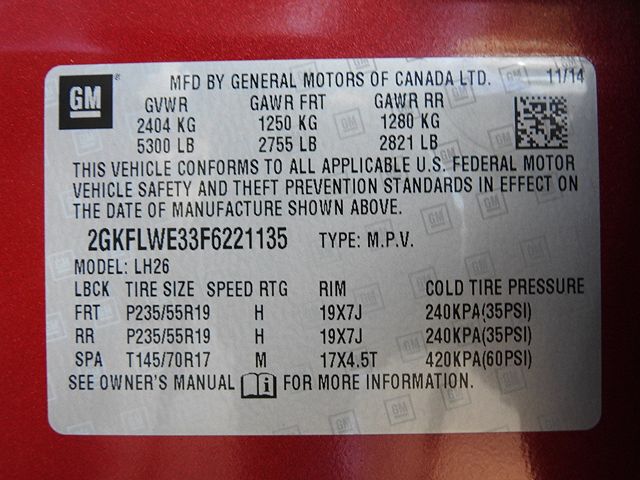 GM ® MFD BY GENERAL MOTORS OF CANADA LTD. 11/14
GVWR GAWR FRT GAWR RR
2404 KG 1250 KG 1280 KG
5300 LB 2755 LB 2821 LB
THIS VEHICLE CONFORMS TO ALL APPLICABLE U.S. FEDERAL MOTOR
VEHICLE SAFETY AND THEFT PREVENTION STANDARDS IN EFFECT ON
THE DATE OF MANUFACTURE SHOWN ABOVE.
2GKFLWE33F6221135 TYPE: M.P.V.
MODEL: LH26
LBCK TIRE SIZE SPEED RTG RIM COLD TIRE PRESSURE
FRT P235/55R19 H 19X7J 240KPA(35PSI)
RR P235/55R19 H 19X7J 240KPA(35PSI)
SPA T145/70R17 M 17X4.5T 420KPA(60PSI)
SEE OWNER'S MANUAL i FOR MORE INFORMATION.